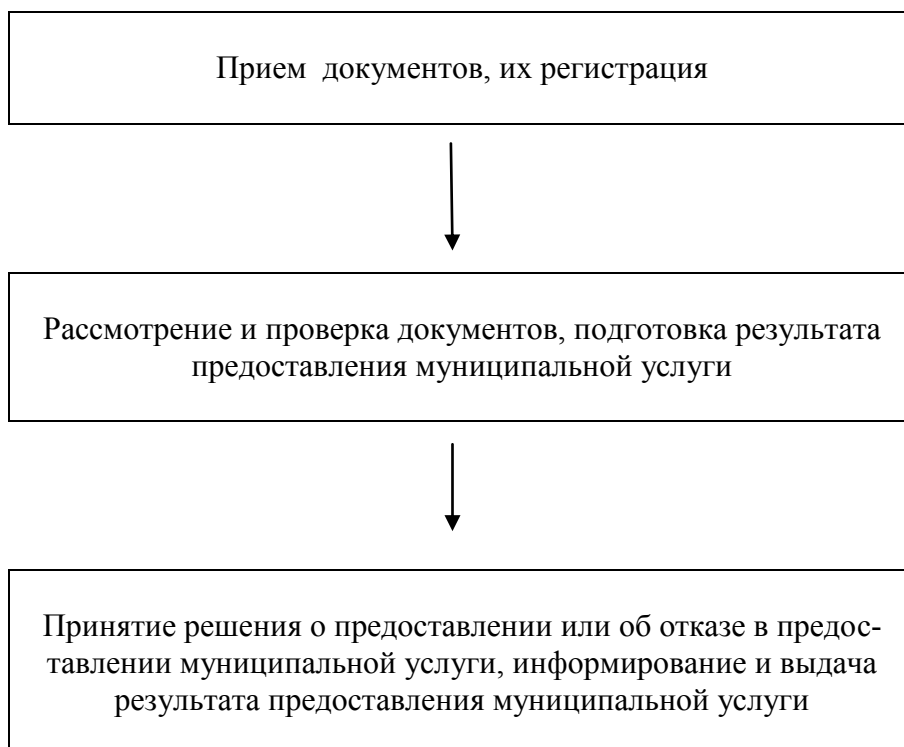 Прием  документов, их регистрация
Рассмотрение и проверка документов, подготовка результата
предоставления муниципальной услуги
Принятие решения о предоставлении или об отказе в предос-
тавлении муниципальной услуги, информирование и выдача
результата предоставления муниципальной услуги